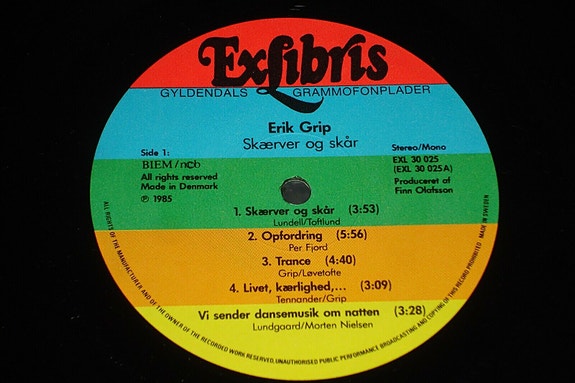 ExLibris
GYLDENDALS GRAMMOFONPLADER
Erik Grip
Skærver og skår
Side 1:
BIEM/ncb
All rights reserved
Made in Denmark
℗ 1985
Stereo/Mono
EXL 30 025
(EXL 30 025A)
Produceret af
Finn Olafsson
1. Skærver og skår (3:53)
Lundell/Toftlund
2. Opfordring (5:56)
Per Fjord
3. Trance (4:40)
Grip/Løvetofte
4. Livet, kærlighed,... (3:09)
Tennander/Grip
Vi sender dansemusik om natten (3:28)
Lundgaard/Morten Nielsen
ALL RIGHTS OF THE MANUFACTURER AND OF THE OWNER OF THE RECORDED WORK RESERVED. UNAUTHORISED PUBLIC PERFORMANCE BROADCASTING AND COPYING OF THIS RECORD PROHIBITED MADE IN SWEDEN